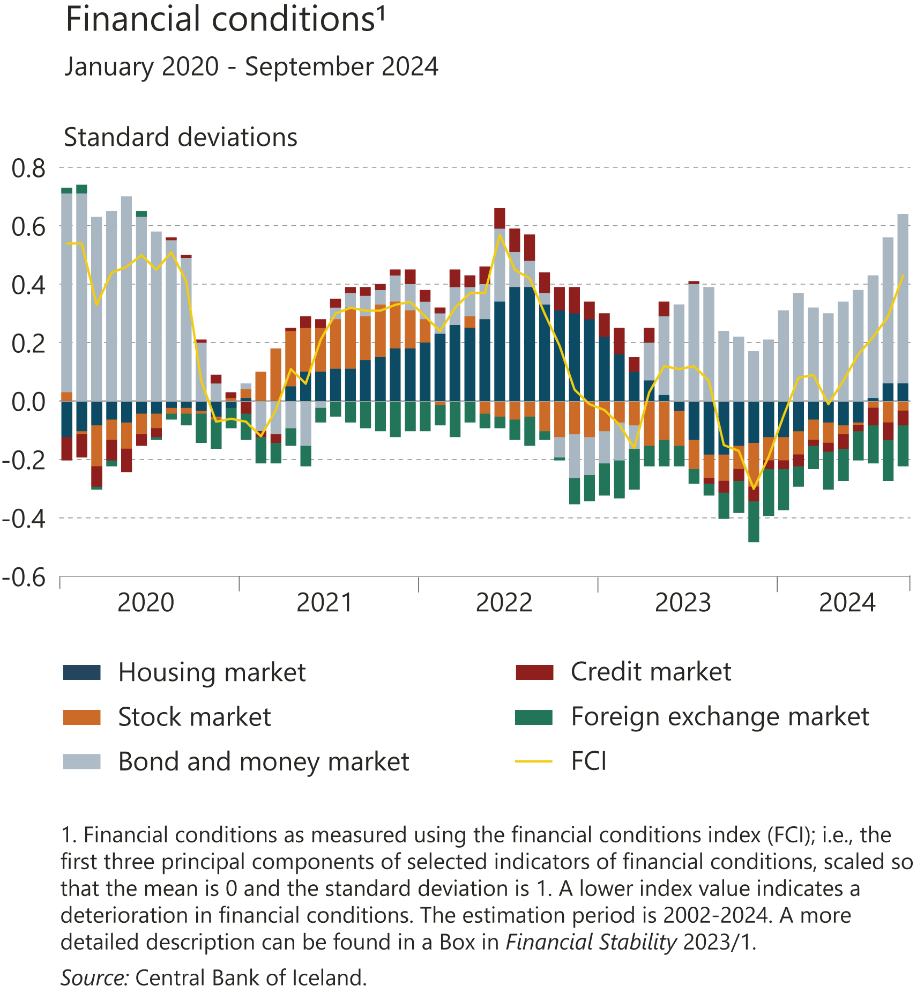 Financial conditions¹
January 2020 - September 2024
Standard deviations
0.8
0.6
0.4
0.2
0.0
-0.2
-0.4
-0.6
2020 2021 2022 2023 2024
Housing market Credit market
Stock market Foreign exchange market
Bond and money market FCI
1. Financial conditions as measured using the financial conditions index (FCI); i.e., the
first three principal components of selected indicators of financial conditions, scaled so
that the mean is 0 and the standard deviation is 1. A lower index value indicates a
deterioration in financial conditions. The estimation period is 2002-2024. A more
detailed description can be found in a Box in Financial Stability 2023/1.
Source: Central Bank of Iceland.